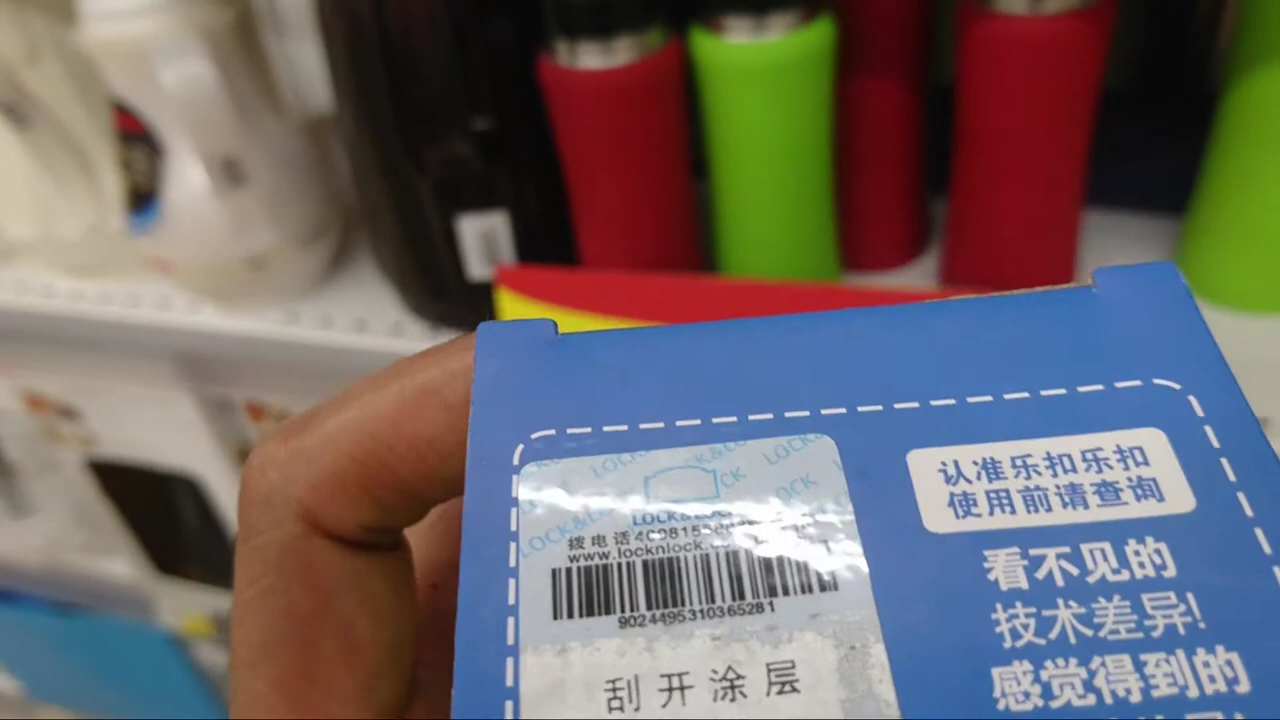 LOCK&LOCK
拨电话
www.locknlock.
9024495310365281
刮开涂层
认准乐扣乐扣
使用前请查询
看不见的
技术差异!
感觉得到的